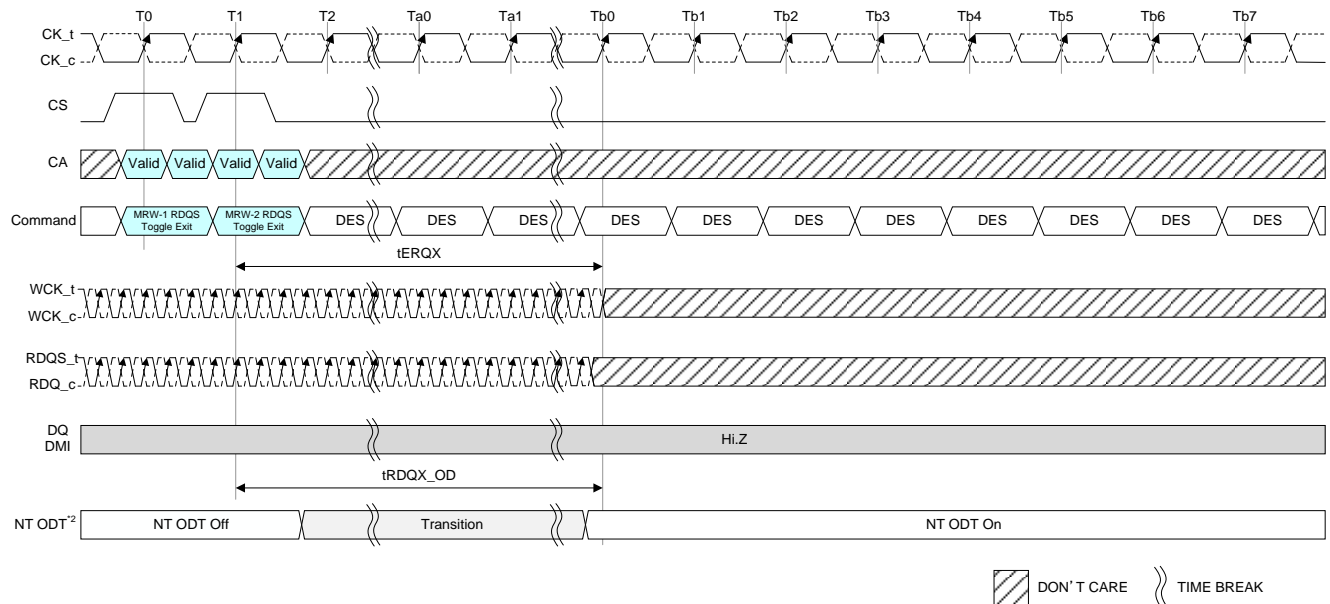 T0 T1 T2 Ta0 Ta1 Tb0 Tb1 Tb2 Tb3 Tb4 Tb5 Tb6 Tb7
CK_t
CK_c
CS
CA Valid Valid Valid Valid
Command MRW-1 RDQS Toggle Exit MRW-2 RDQS Toggle Exit DES DES DES DES DES DES DES DES DES DES DES
tERQX
WCK_t
WCK_c
RDQS_t
RDQ_c
DQ
DMI
Hi.Z
tRDQX_OD
NT ODT*2 NT ODT Off Transition NT ODT On
DON'T CARE TIME BREAK